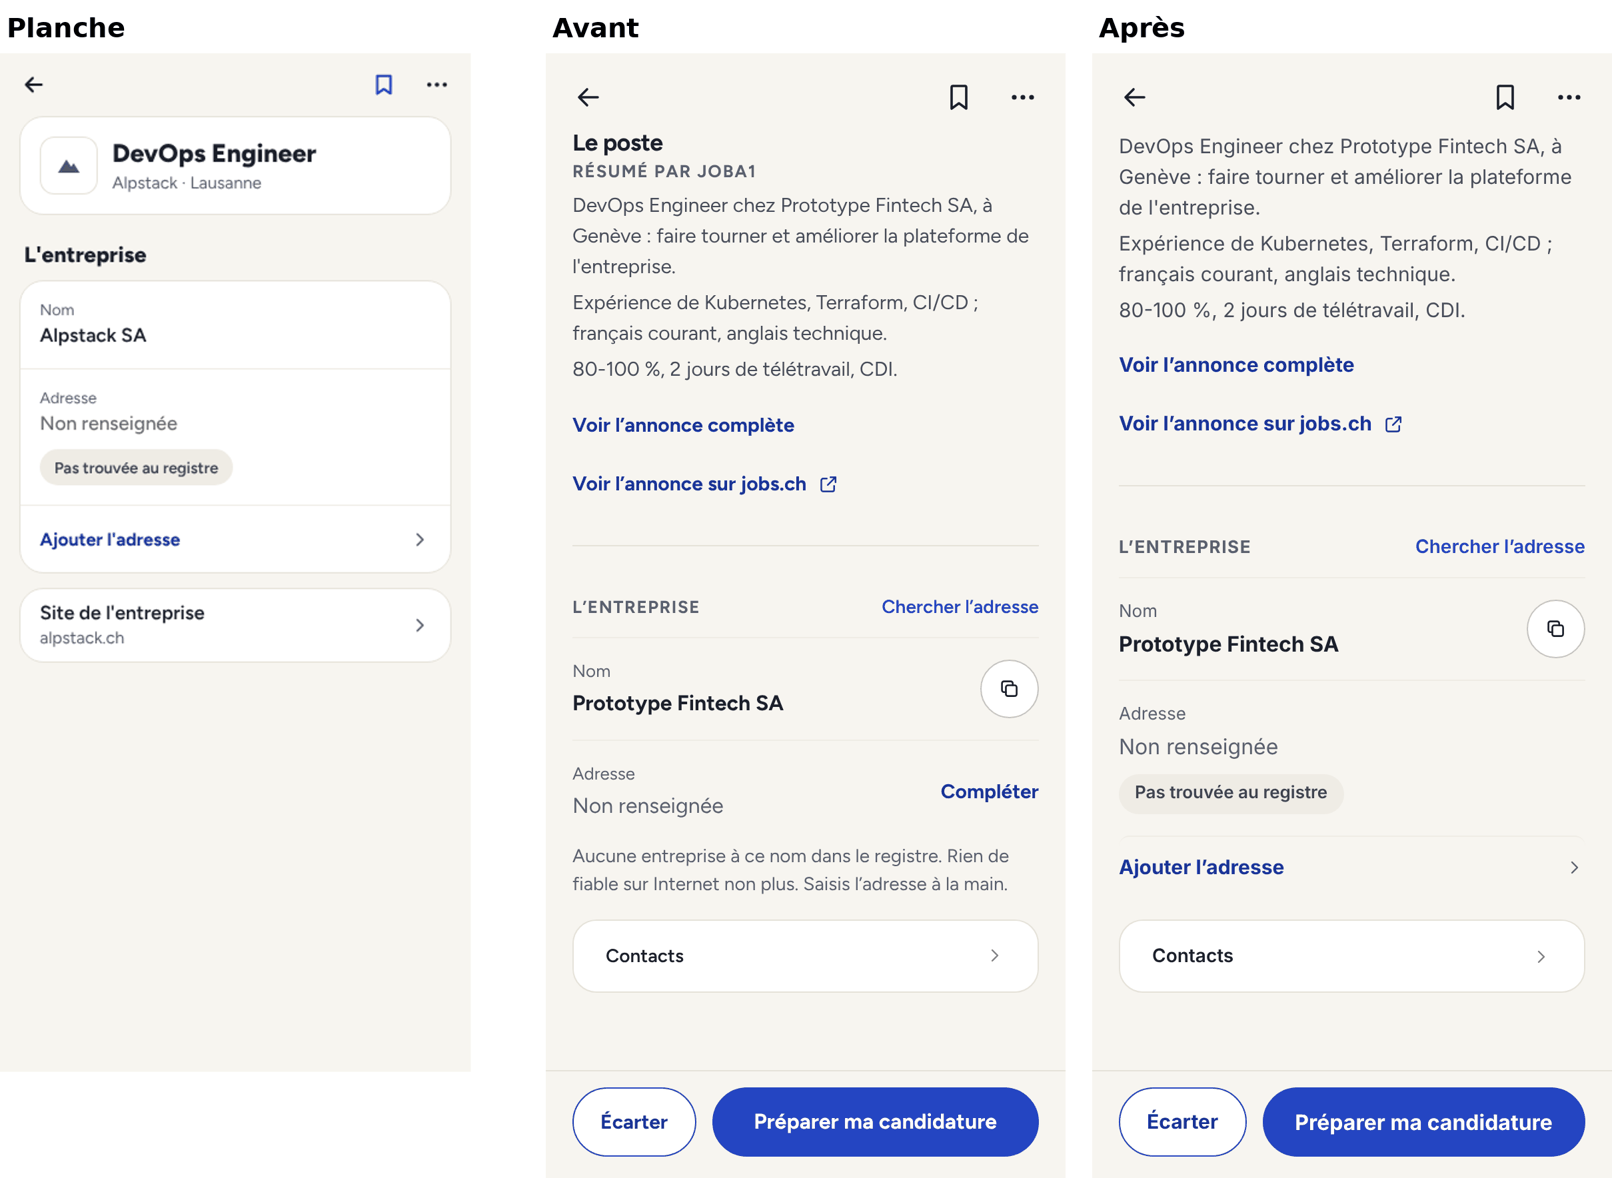 Planche
DevOps Engineer
Alpstack · Lausanne
L'entreprise
Nom
Alpstack SA
Adresse
Non renseignée
Pas trouvée au registre
Ajouter l'adresse
Site de l'entreprise
alpstack.ch
Avant
Le poste
RÉSUMÉ PAR JOBA1
DevOps Engineer chez Prototype Fintech SA, à
Genève : faire tourner et améliorer la plateforme de
l'entreprise.
Expérience de Kubernetes, Terraform, CI/CD ;
français courant, anglais technique.
80-100 %, 2 jours de télétravail, CDI.
Voir l’annonce complète
Voir l’annonce sur jobs.ch
L’ENTREPRISE
Chercher l’adresse
Nom
Prototype Fintech SA
Adresse
Non renseignée
Compléter
Aucune entreprise à ce nom dans le registre. Rien de
fiable sur Internet non plus. Saisis l’adresse à la main.
Contacts
Écarter
Préparer ma candidature
Après
DevOps Engineer chez Prototype Fintech SA, à
Genève : faire tourner et améliorer la plateforme
de l'entreprise.
Expérience de Kubernetes, Terraform, CI/CD ;
français courant, anglais technique.
80-100 %, 2 jours de télétravail, CDI.
Voir l’annonce complète
Voir l’annonce sur jobs.ch
L’ENTREPRISE
Chercher l’adresse
Nom
Prototype Fintech SA
Adresse
Non renseignée
Pas trouvée au registre
Ajouter l’adresse
Contacts
Écarter
Préparer ma candidature